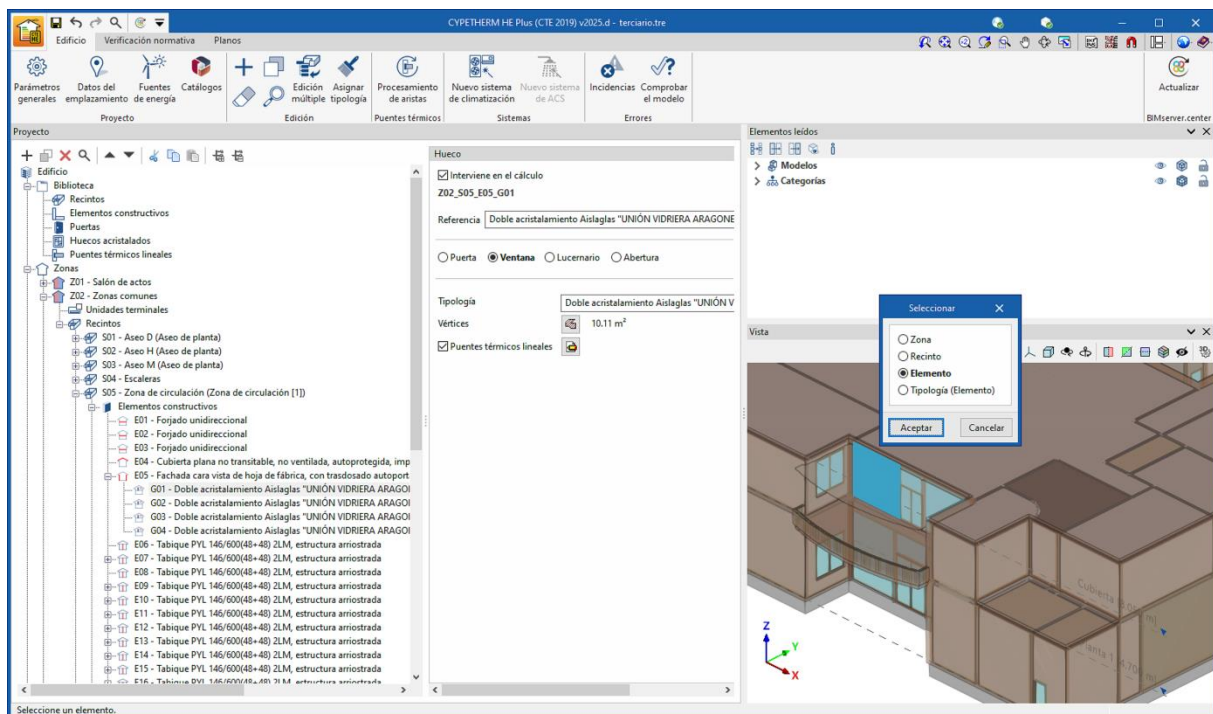 CYPETHERM HE Plus (CTE 2019) v2025.d - terciario.tre
Edificio Verificación normativa Planos
Parámetros generales
Datos del emplazamiento
Fuentes de energía
Catálogos
Edición múltiple
Asignar tipología
Procesamiento de aristas
Nuevo sistema de climatización
Nuevo sistema de ACS
Incidencias
Comprobar el modelo
Actualizar
Proyecto Edición Puentes térmicos Sistemas Errores BIMserver.center
Proyecto
Edificio
Biblioteca
Recintos
Elementos constructivos
Puertas
Huecos acristalados
Puentes térmicos lineales
Zonas
Z01 - Salón de actos
Z02 - Zonas comunes
Unidades terminales
Recintos
S01 - Aseo D (Aseo de planta)
S02 - Aseo H (Aseo de planta)
S03 - Aseo M (Aseo de planta)
S04 - Escaleras
S05 - Zona de circulación (Zona de circulación [1])
Elementos constructivos
E01 - Forjado unidireccional
E02 - Forjado unidireccional
E03 - Forjado unidireccional
E04 - Cubierta plana no transitable, no ventilada, autoprotegida, imp
E05 - Fachada cara vista de hoja de fábrica, con trasdosado autoport
G01 - Doble acristalamiento Aislaglas "UNIÓN VIDRIERA ARAGO
G02 - Doble acristalamiento Aislaglas "UNIÓN VIDRIERA ARAGO
G03 - Doble acristalamiento Aislaglas "UNIÓN VIDRIERA ARAGO
G04 - Doble acristalamiento Aislaglas "UNIÓN VIDRIERA ARAGO
E06 - Tabique PYL 146/600(48+48) 2LM, estructura arriostrada
E07 - Tabique PYL 146/600(48+48) 2LM, estructura arriostrada
E08 - Tabique PYL 146/600(48+48) 2LM, estructura arriostrada
E09 - Tabique PYL 146/600(48+48) 2LM, estructura arriostrada
E10 - Tabique PYL 146/600(48+48) 2LM, estructura arriostrada
E11 - Tabique PYL 146/600(48+48) 2LM, estructura arriostrada
E12 - Tabique PYL 146/600(48+48) 2LM, estructura arriostrada
E13 - Tabique PYL 146/600(48+48) 2LM, estructura arriostrada
E14 - Tabique PYL 146/600(48+48) 2LM, estructura arriostrada
E15 - Tabique PYL 146/600(48+48) 2LM, estructura arriostrada
E16 - Tabique PYL 146/600(48+48) 2LM, estructura arriostrada
Seleccione un elemento.
Hueco
Interviene en el cálculo
Z02_S05_E05_G01
Referencia Doble acristalamiento Aislaglas "UNIÓN VIDRIERA ARAGONE
Puerta Ventana Lucernario Abertura
Tipología Doble acristalamiento Aislaglas "UNIÓN V
Vértices 10.11 m²
Puentes térmicos lineales
Elementos leídos
Modelos
Categorías
Vista
Seleccionar
Zona
Recinto
Elemento
Tipología (Elemento)
Aceptar Cancelar
Z
Y
X